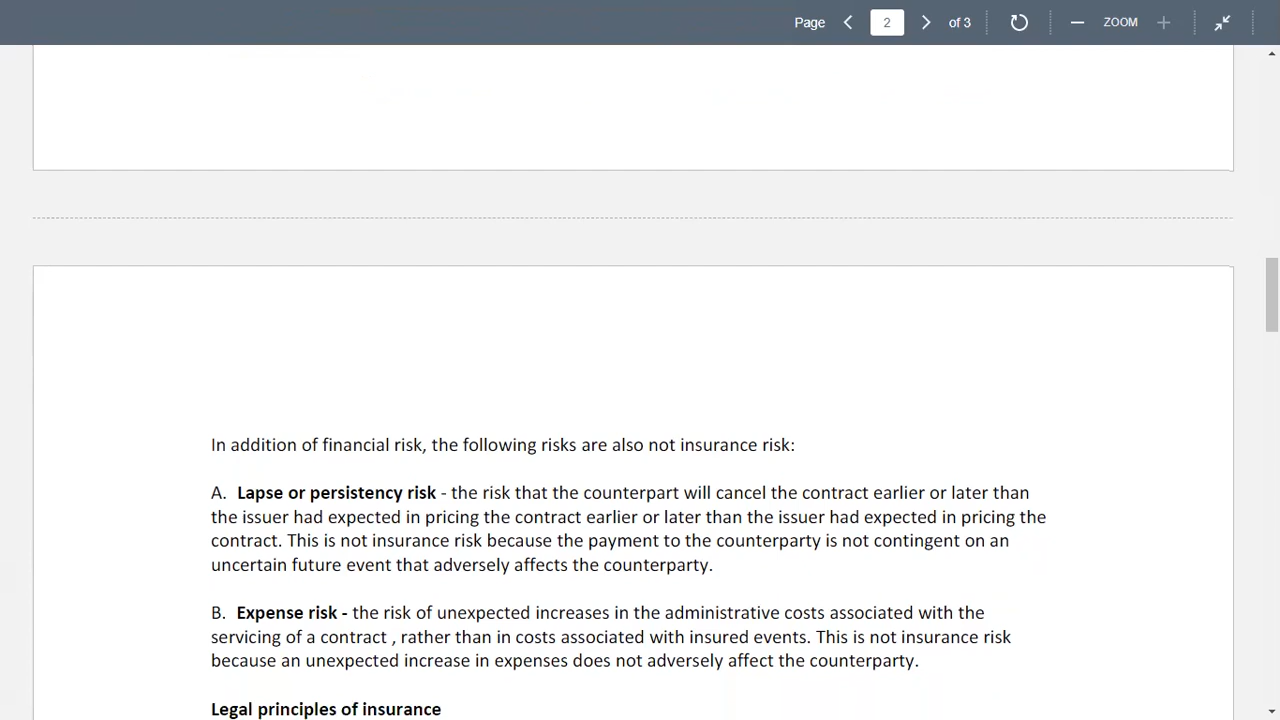 Page 2 of 3 ZOOM
In addition of financial risk, the following risks are also not insurance risk:
A. Lapse or persistency risk - the risk that the counterpart will cancel the contract earlier or later than
the issuer had expected in pricing the contract earlier or later than the issuer had expected in pricing the
contract. This is not insurance risk because the payment to the counterparty is not contingent on an
uncertain future event that adversely affects the counterparty.
B. Expense risk - the risk of unexpected increases in the administrative costs associated with the
servicing of a contract , rather than in costs associated with insured events. This is not insurance risk
because an unexpected increase in expenses does not adversely affect the counterparty.
Legal principles of insurance